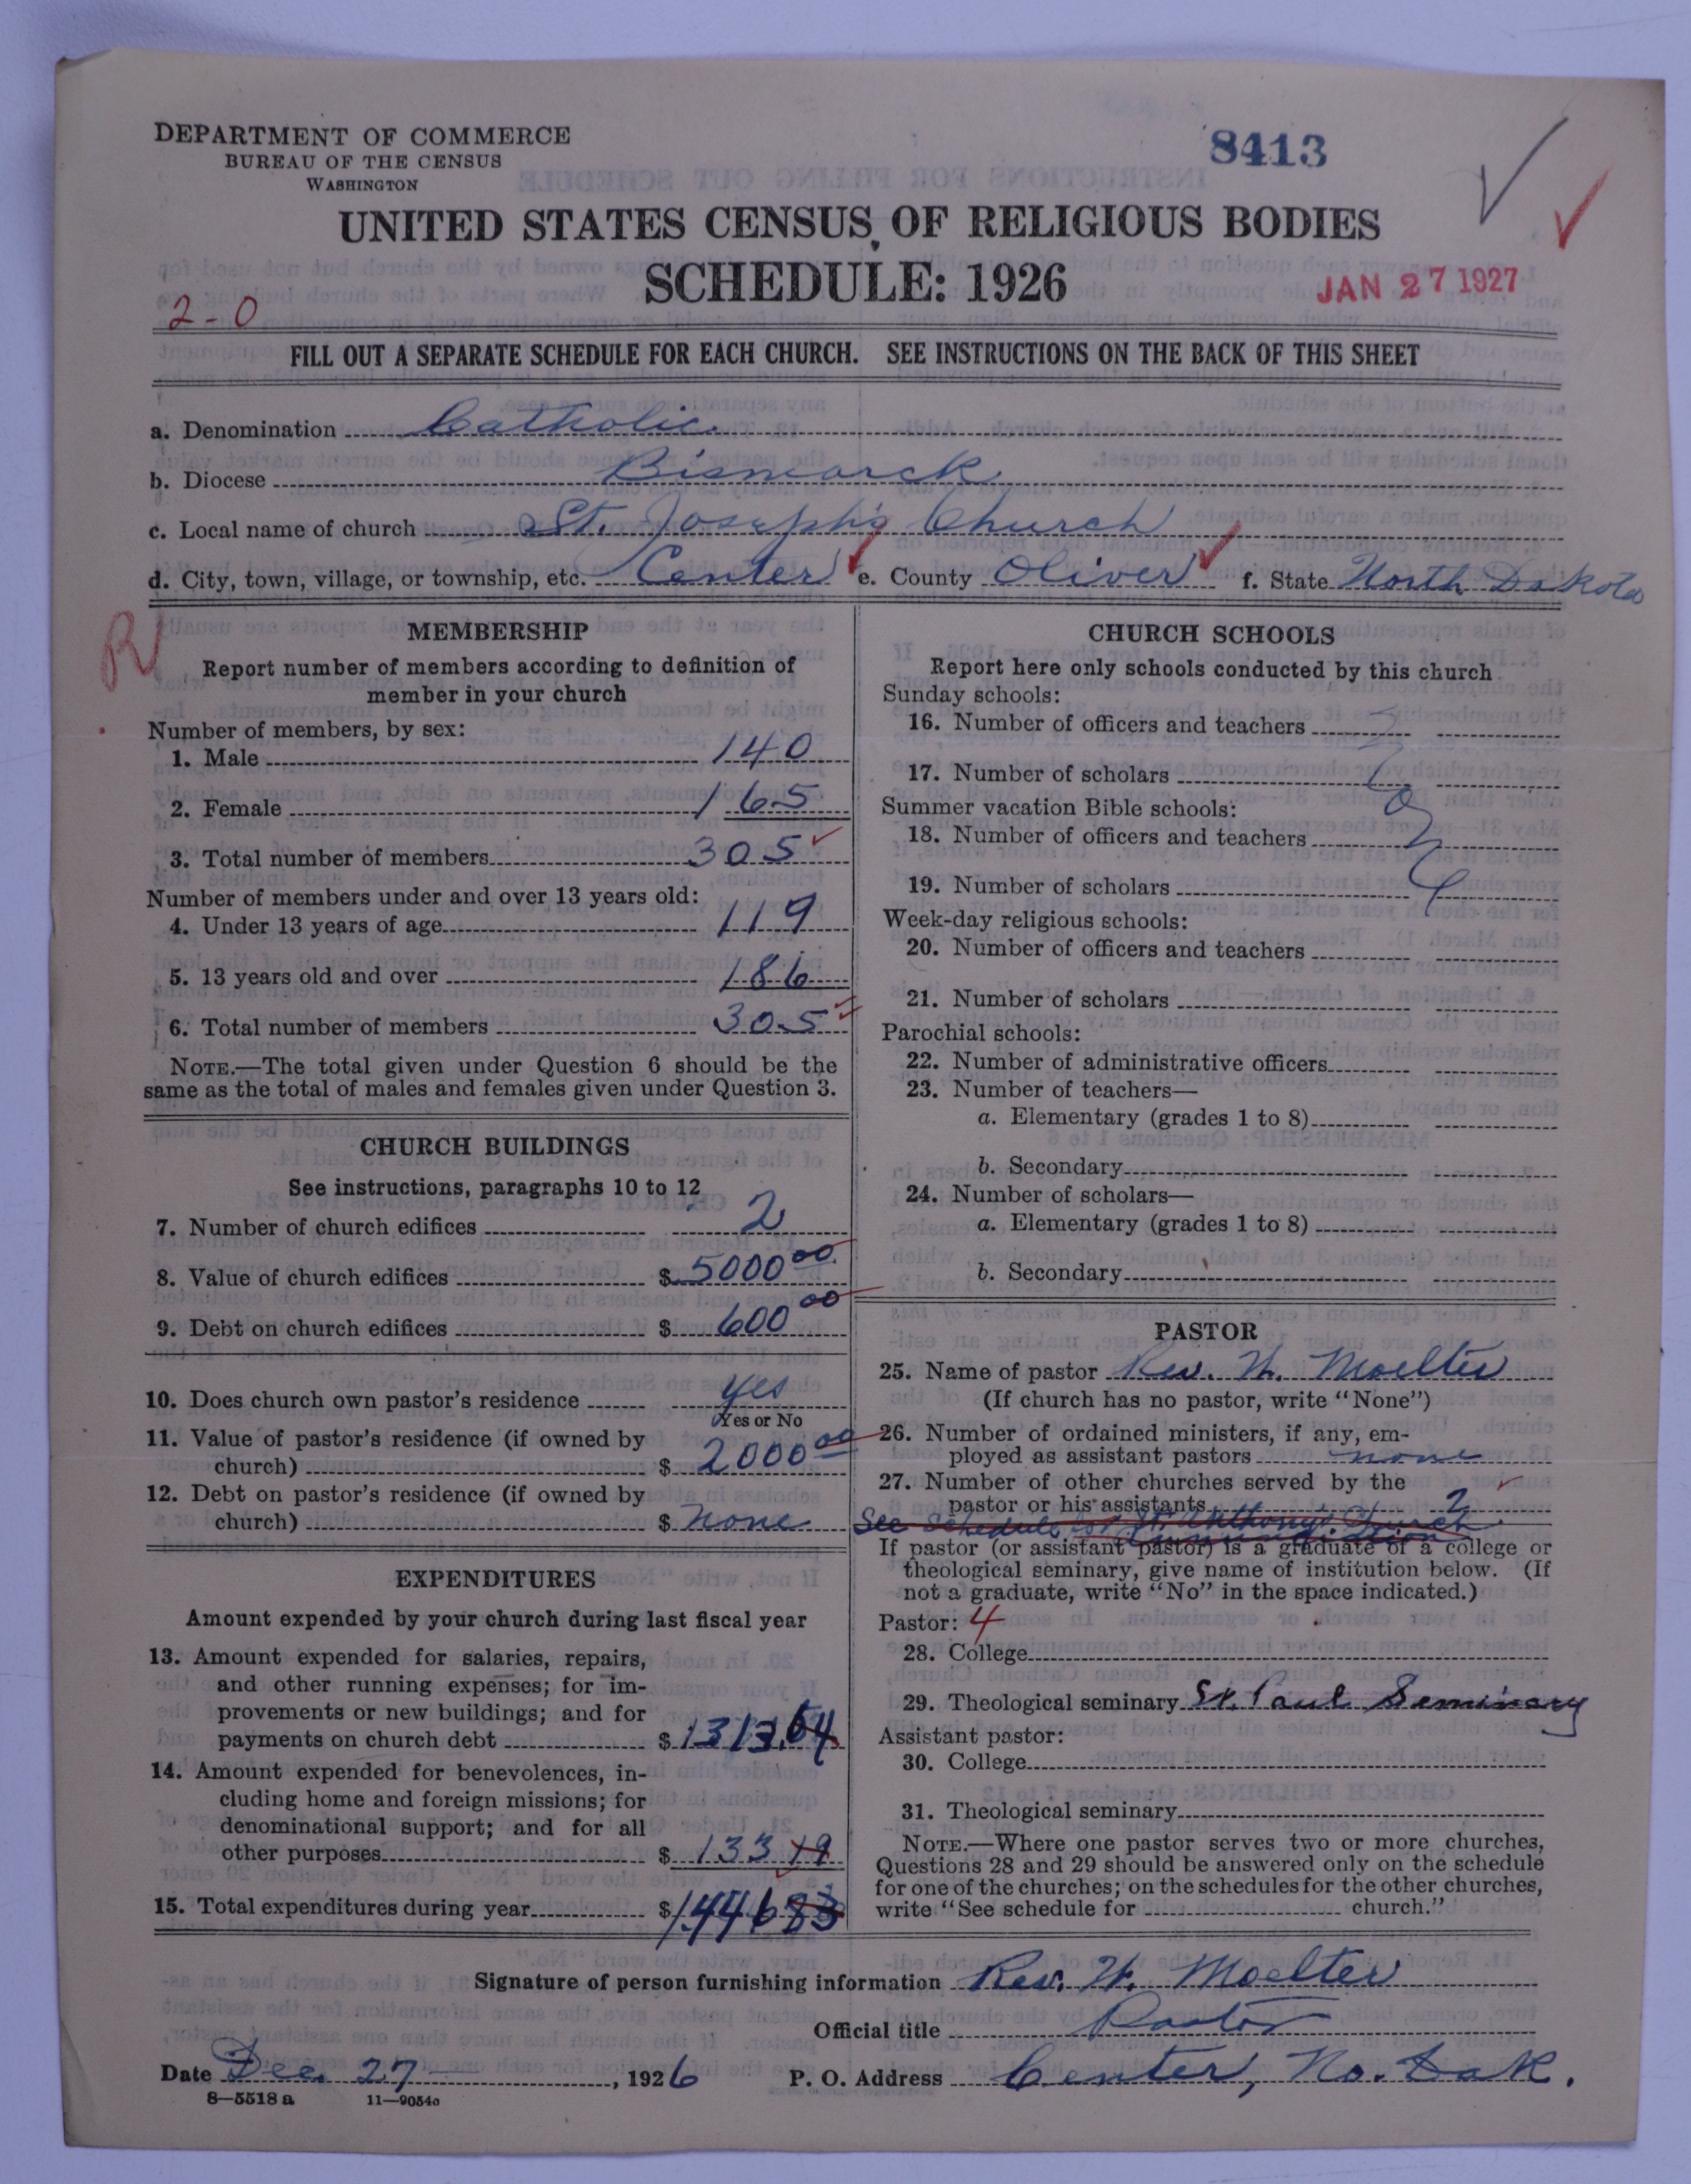 DEPARTMENT OF COMMERCE
BUREAU OF THE CENSUS
WASHINGTON
8413
UNITED STATES CENSUS OF RELIGIOUS BODIES
SCHEDULE: 1926
JAN 27 1927
2-0
FILL OUT A SEPARATE SCHEDULE FOR EACH CHURCH. SEE INSTRUCTIONS ON THE BACK OF THIS SHEET
a. Denomination Catholic
b. Diocese Bismarck
c. Local name of church St. Joseph's Church
d. City, town, village, or township, etc. Center e. County Oliver f. State North Dakota
R
MEMBERSHIP
Report number of members according to definition of
member in your church
Number of members, by sex:
1. Male 140
2. Female 165
3. Total number of members 305
Number of members under and over 13 years old:
4. Under 13 years of age 119
5. 13 years old and over 186
6. Total number of members 305
NOTE.—The total given under Question 6 should be the
same as the total of males and females given under Question 3.
CHURCH BUILDINGS
See instructions, paragraphs 10 to 12
7. Number of church edifices 2
8. Value of church edifices $ 5000 00
9. Debt on church edifices $ 600 00
10. Does church own pastor's residence yes
Yes or No
11. Value of pastor's residence (if owned by
church) $ 2000 00
12. Debt on pastor's residence (if owned by
church) $ none
EXPENDITURES
Amount expended by your church during last fiscal year
13. Amount expended for salaries, repairs,
and other running expenses; for im-
provements or new buildings; and for
payments on church debt $ 1313.64
14. Amount expended for benevolences, in-
cluding home and foreign missions; for
denominational support; and for all
other purposes $ 133 19
15. Total expenditures during year $ 1446 83
CHURCH SCHOOLS
Report here only schools conducted by this church
Sunday schools:
16. Number of officers and teachers
17. Number of scholars
Summer vacation Bible schools:
18. Number of officers and teachers
19. Number of scholars
Week-day religious schools:
20. Number of officers and teachers
21. Number of scholars
Parochial schools:
22. Number of administrative officers
23. Number of teachers—
a. Elementary (grades 1 to 8)
b. Secondary
24. Number of scholars—
a. Elementary (grades 1 to 8)
b. Secondary
PASTOR
25. Name of pastor Rev. H. Moelter
(If church has no pastor, write "None")
26. Number of ordained ministers, if any, em-
ployed as assistant pastors none
27. Number of other churches served by the
pastor or his assistants 2
See Schedule for St. Anthony's Church
If pastor (or assistant pastor) is a graduate of a college or
theological seminary, give name of institution below. (If
not a graduate, write "No" in the space indicated.)
Pastor: 4
28. College
29. Theological seminary St. Paul Seminary
Assistant pastor:
30. College
31. Theological seminary
NOTE.—Where one pastor serves two or more churches,
Questions 28 and 29 should be answered only on the schedule
for one of the churches; on the schedules for the other churches,
write "See schedule for church."
Signature of person furnishing information Rev. H. Moelter
Official title Pastor
Date Dec. 27, 1926 P. O. Address Center, No. Dak.
8—5518 a 11—9054a